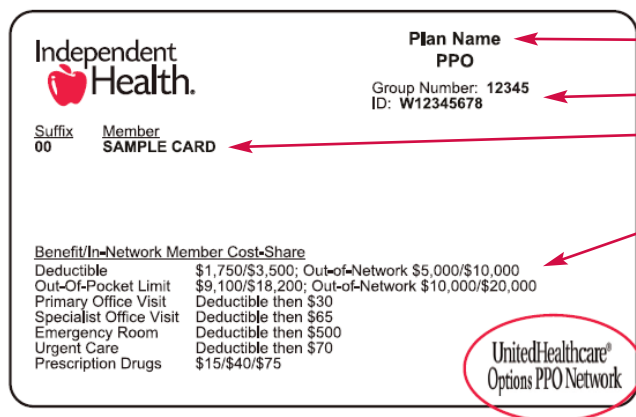 Independent
Health.
Plan Name
PPO
Group Number: 12345
ID: W12345678
Suffix Member
00 SAMPLE CARD
Benefit/In-Network Member Cost-Share
Deductible $1,750/$3,500; Out-of-Network $5,000/$10,000
Out-Of-Pocket Limit $9,100/$18,200; Out-of-Network $10,000/$20,000
Primary Office Visit Deductible then $30
Specialist Office Visit Deductible then $65
Emergency Room Deductible then $500
Urgent Care Deductible then $70
Prescription Drugs $15/$40/$75
UnitedHealthcare®
Options PPO Network